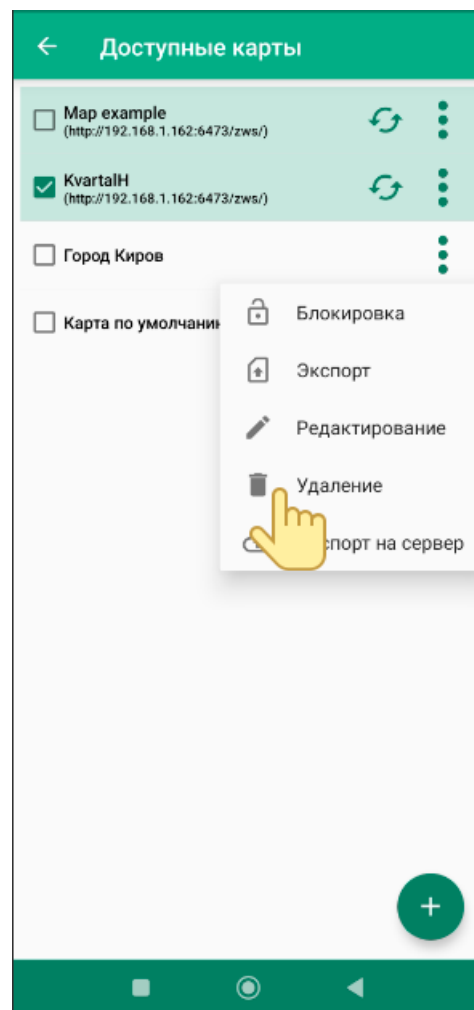 Доступные карты
Map example
(http://192.168.1.162:6473/zws/)
KvartalH
(http://192.168.1.162:6473/zws/)
Город Киров
Карта по умолчани
Блокировка
Экспорт
Редактирование
Удаление
спорт на сервер